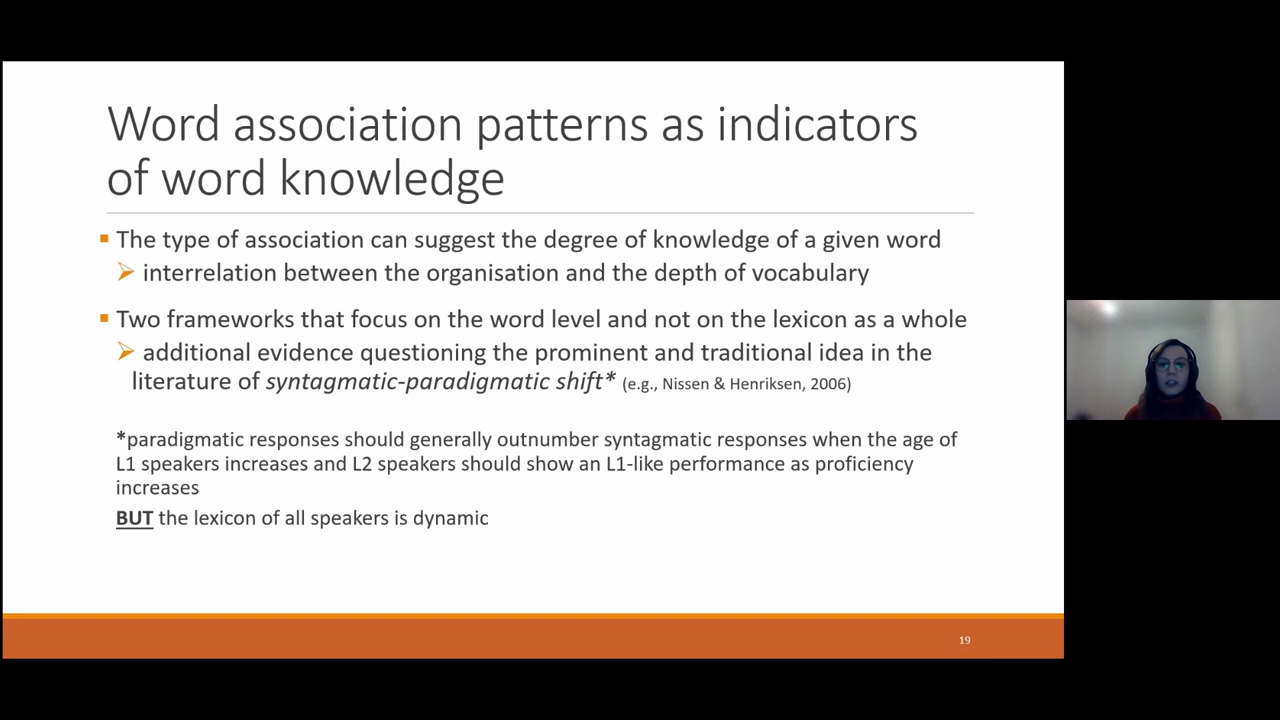 Word association patterns as indicators
of word knowledge
The type of association can suggest the degree of knowledge of a given word
interrelation between the organisation and the depth of vocabulary
Two frameworks that focus on the word level and not on the lexicon as a whole
additional evidence questioning the prominent and traditional idea in the
literature of syntagmatic-paradigmatic shift* (e.g., Nissen & Henriksen, 2006)
*paradigmatic responses should generally outnumber syntagmatic responses when the age of
L1 speakers increases and L2 speakers should show an L1-like performance as proficiency
increases
BUT the lexicon of all speakers is dynamic
19